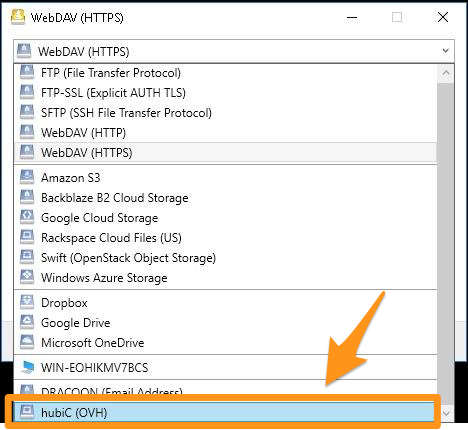 WebDAV (HTTPS)
WebDAV (HTTPS)
FTP (File Transfer Protocol)
FTP-SSL (Explicit AUTH TLS)
SFTP (SSH File Transfer Protocol)
WebDAV (HTTP)
WebDAV (HTTPS)
Amazon S3
Backblaze B2 Cloud Storage
Google Cloud Storage
Rackspace Cloud Files (US)
Swift (OpenStack Object Storage)
Windows Azure Storage
Dropbox
Google Drive
Microsoft OneDrive
WIN-EOHIKMV7BCS
DRACOON (Email Address)
hubiC (OVH)